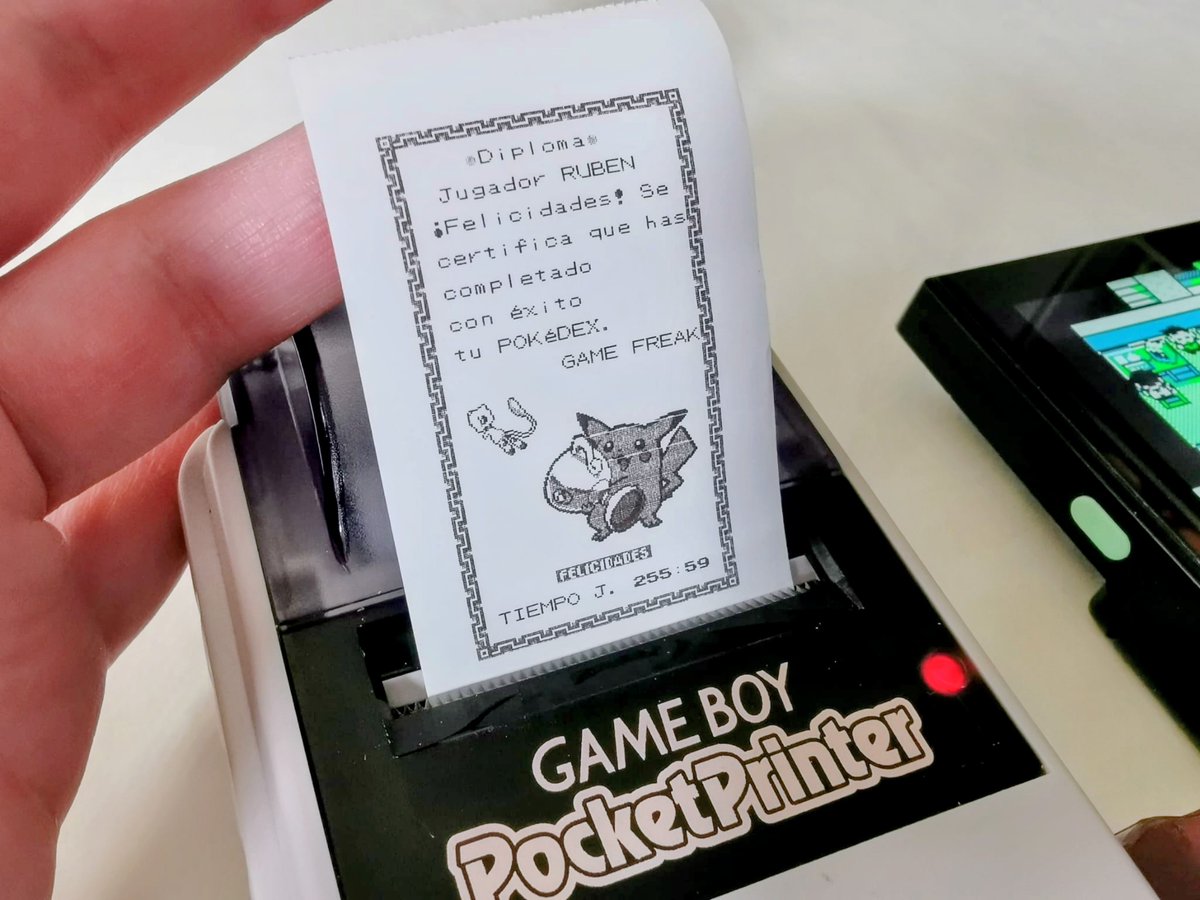 Diploma
Jugador RUBEN
¡Felicidades! Se
certifica que has
completado
con éxito
tu POKéDEX.
GAME FREAK
FELICIDADES
TIEMPO J. 255:59
GAME BOY
PocketPrinter